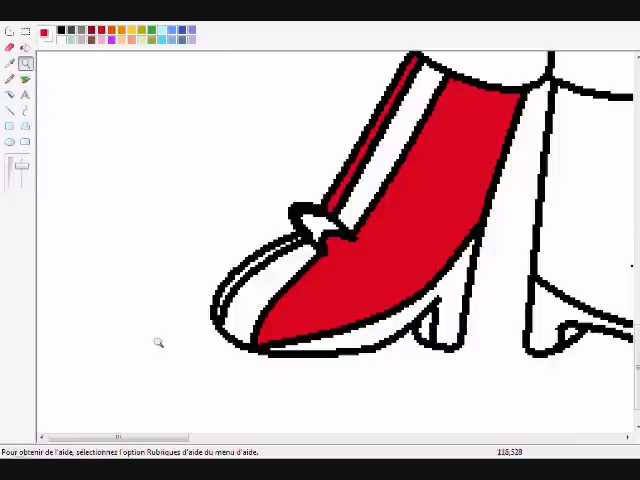 A
Pour obtenir de l'aide, sélectionnez l'option Rubriques d'aide du menu d'aide.
118,528